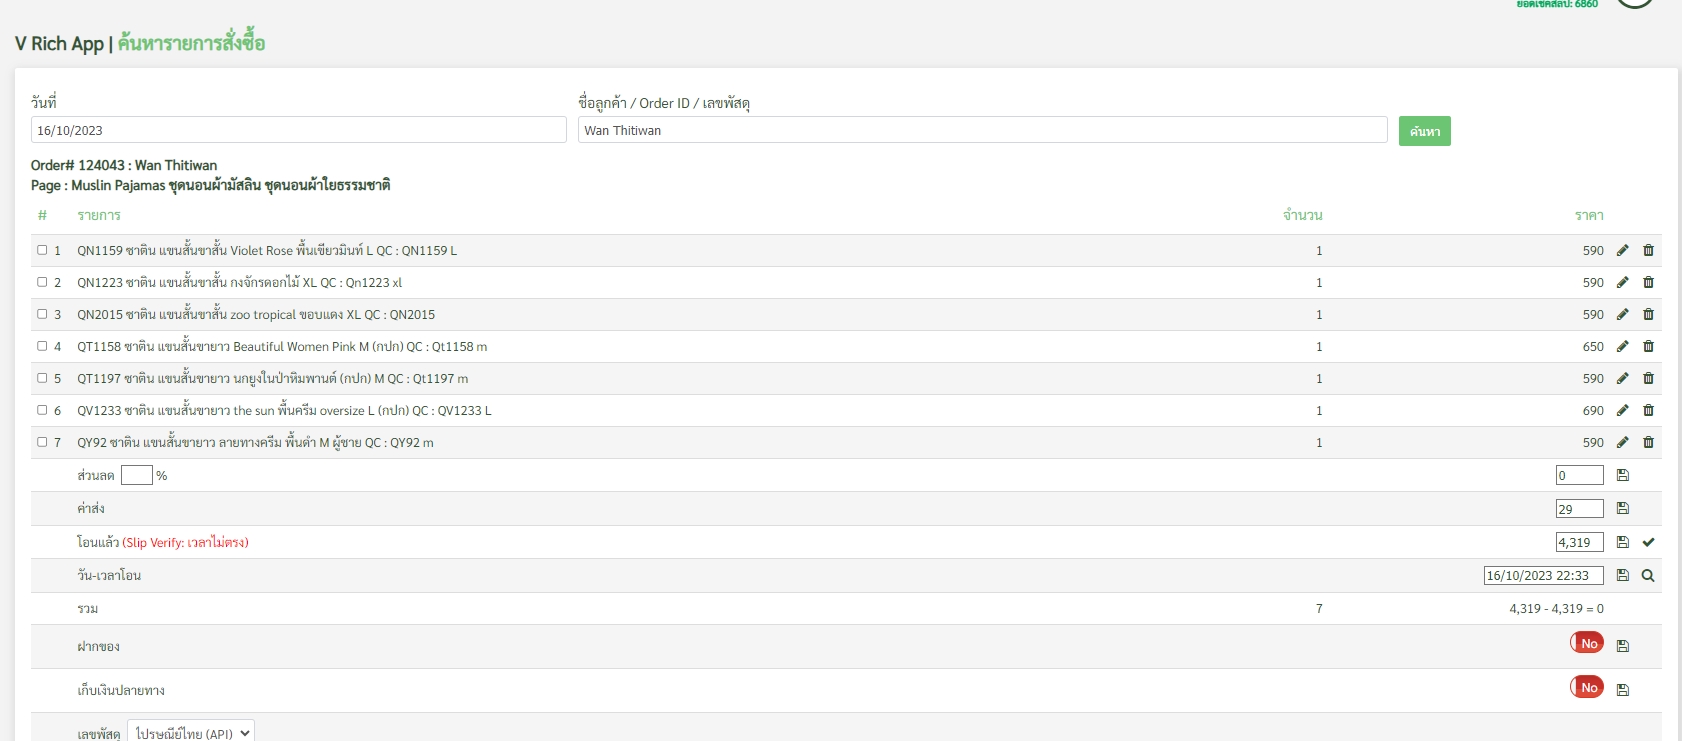 ยอดเช็คสลิป: 6860
V Rich App | ค้นหารายการสั่งซื้อ
วันที่
ชื่อลูกค้า / Order ID / เลขพัสดุ
16/10/2023
Wan Thitiwan
ค้นหา
Order# 124043 : Wan Thitiwan
Page : Muslin Pajamas ชุดนอนผ้ามัสลิน ชุดนอนผ้าใยธรรมชาติ
# รายการ จำนวน ราคา
1 QN1159 ซาติน แขนสั้นขาสั้น Violet Rose พื้นเขียวมินท์ L QC : QN1159 L 1 590
2 QN1223 ซาติน แขนสั้นขาสั้น กงจักรดอกไม้ XL QC : Qn1223 xl 1 590
3 QN2015 ซาติน แขนสั้นขาสั้น zoo tropical ขอบแดง XL QC : QN2015 1 590
4 QT1158 ซาติน แขนสั้นขายาว Beautiful Women Pink M (กปก) QC : Qt1158 m 1 650
5 QT1197 ซาติน แขนสั้นขายาว นกยูงในป่าหิมพานต์ (กปก) M QC : Qt1197 m 1 590
6 QV1233 ซาติน แขนสั้นขายาว the sun พื้นครีม oversize L (กปก) QC : QV1233 L 1 690
7 QY92 ซาติน แขนสั้นขายาว ลายทางครีม พื้นดำ M ผู้ชาย QC : QY92 m 1 590
ส่วนลด % 0
ค่าส่ง 29
โอนแล้ว (Slip Verify: เวลาไม่ตรง) 4,319
วัน-เวลาโอน 16/10/2023 22:33
รวม 7 4,319 - 4,319 = 0
ฝากของ No
เก็บเงินปลายทาง No
เลขพัสดุ ไปรษณีย์ไทย (API)